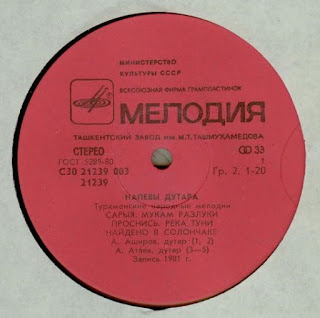 МИНИСТЕРСТВО
КУЛЬТУРЫ СССР
ВСЕСОЮЗНАЯ ФИРМА ГРАМПЛАСТИНОК
МЕЛОДИЯ
ТАШКЕНТСКИЙ ЗАВОД ИМ. М.Т. ТАШМУХАМЕДОВА
СТЕРЕО 33
ГОСТ 5289-80 1
С30 21239 003 Гр. 2. 1-20
21239
НАПЕВЫ ДУТАРА
Туркменские народные мелодии
САРЫЯ. МУКАМ РАЗЛУКИ
ПРОСНИСЬ. РЕКА ТУНИ
НАЙДЕНО В СОЛОНЧАКЕ
А. Аширов, дутар (1, 2)
А. Атаев, дутар (3—5)
Запись 1981 г.